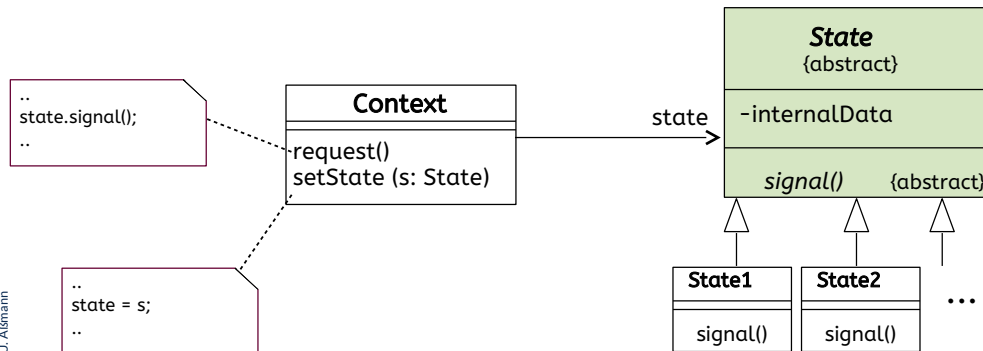 State
{abstract}
-internalData
signal() {abstract}
..
state.signal();
..
Context
request()
setState (s: State)
state
..
state = s;
..
State1
signal()
State2
signal()
...
U. Aßmann